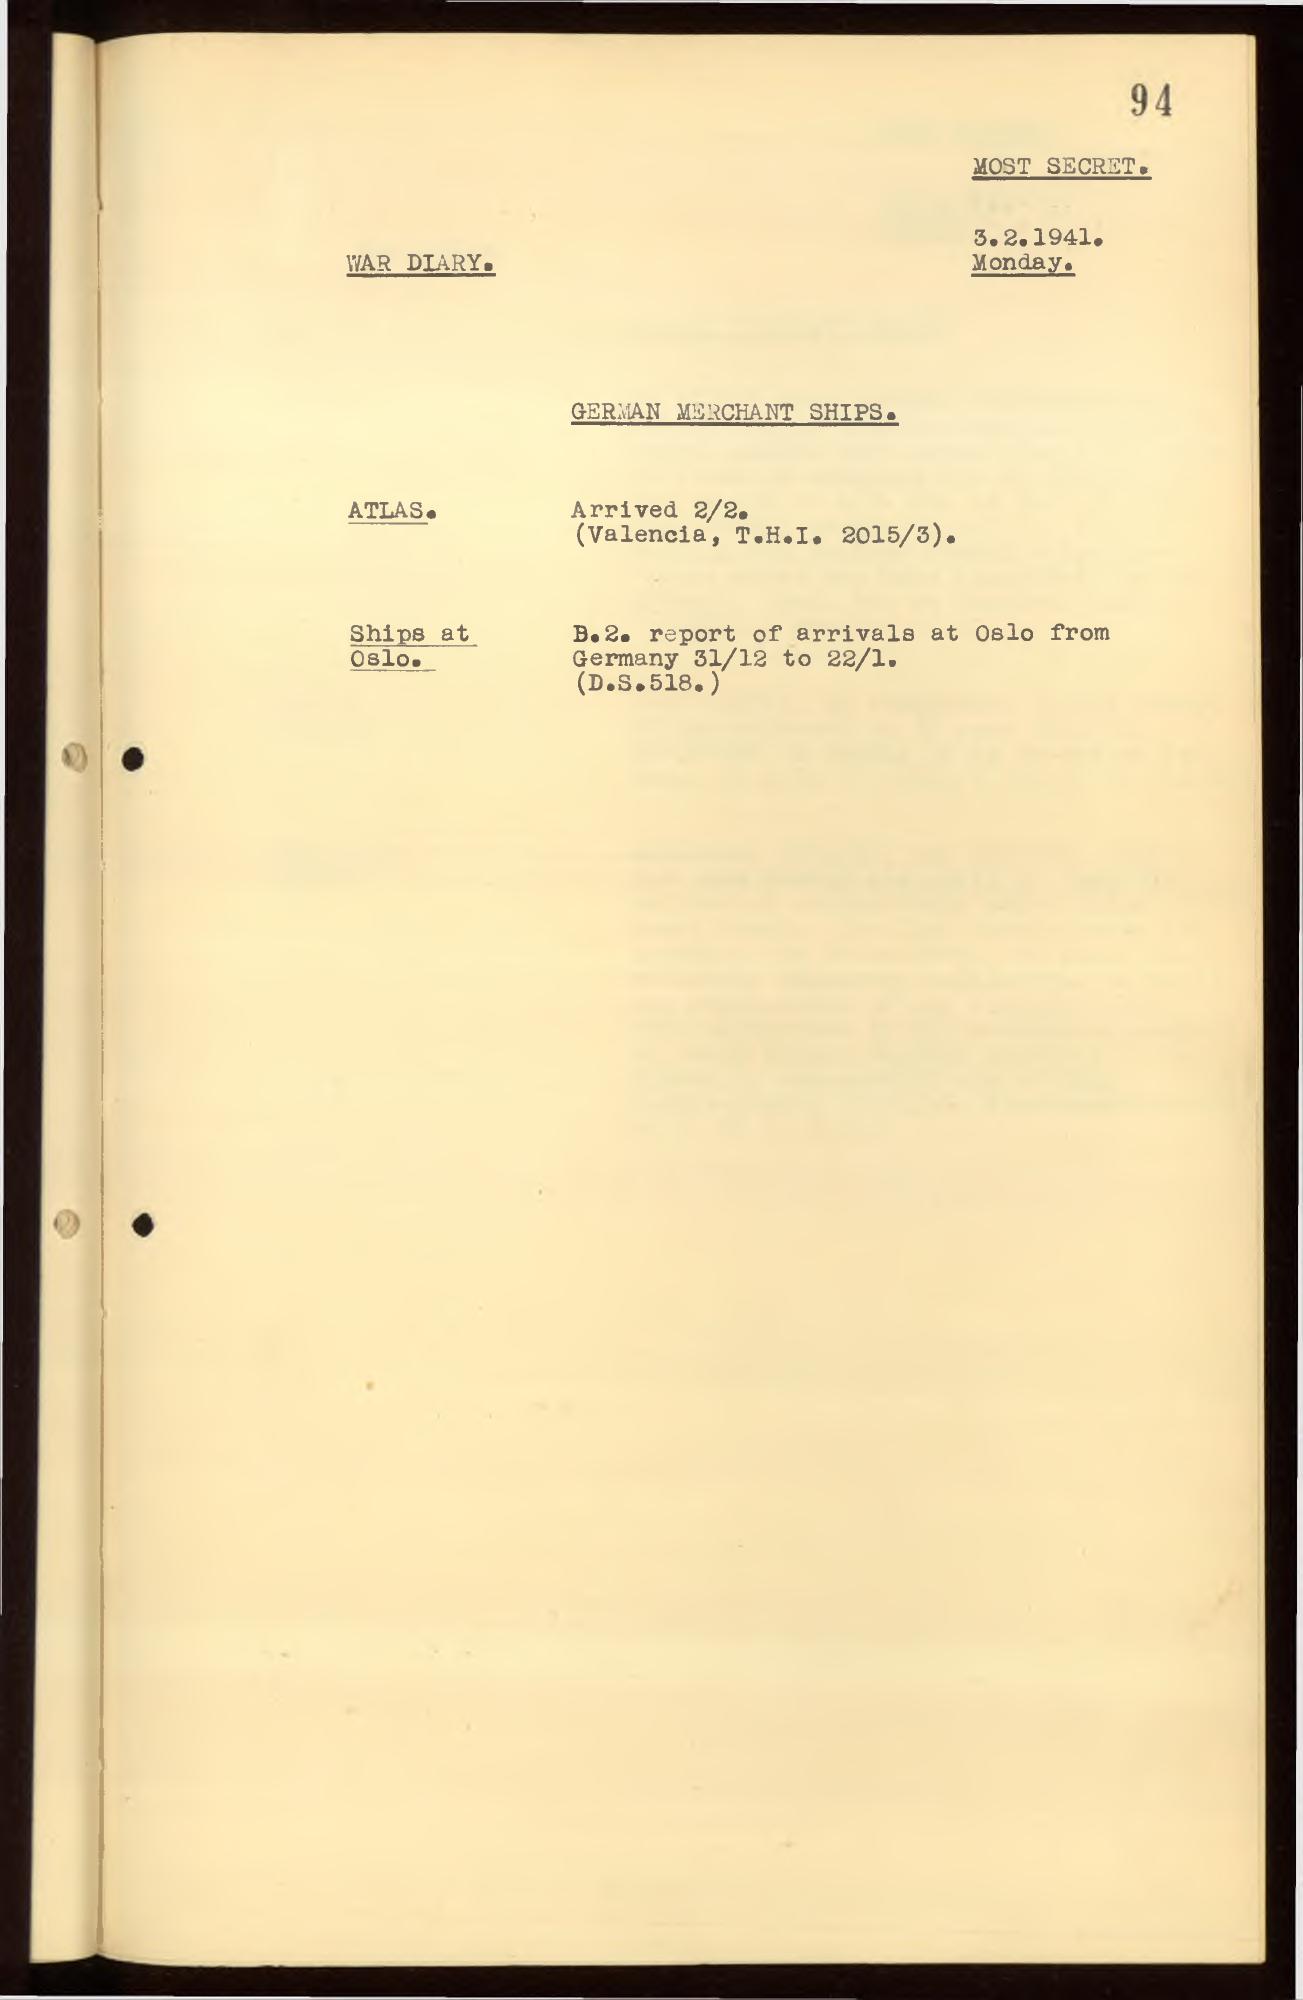 94
MOST SECRET.
3.2.1941.
WAR DIARY.
Monday.
GERMAN MERCHANT SHIPS.
ATLAS.
Arrived 2/2.
(Valencia, T.H.I. 2015/3).
Ships at
Oslo.
B.2. report of arrivals at Oslo from
Germany 31/12 to 22/1.
(D.S.518.)